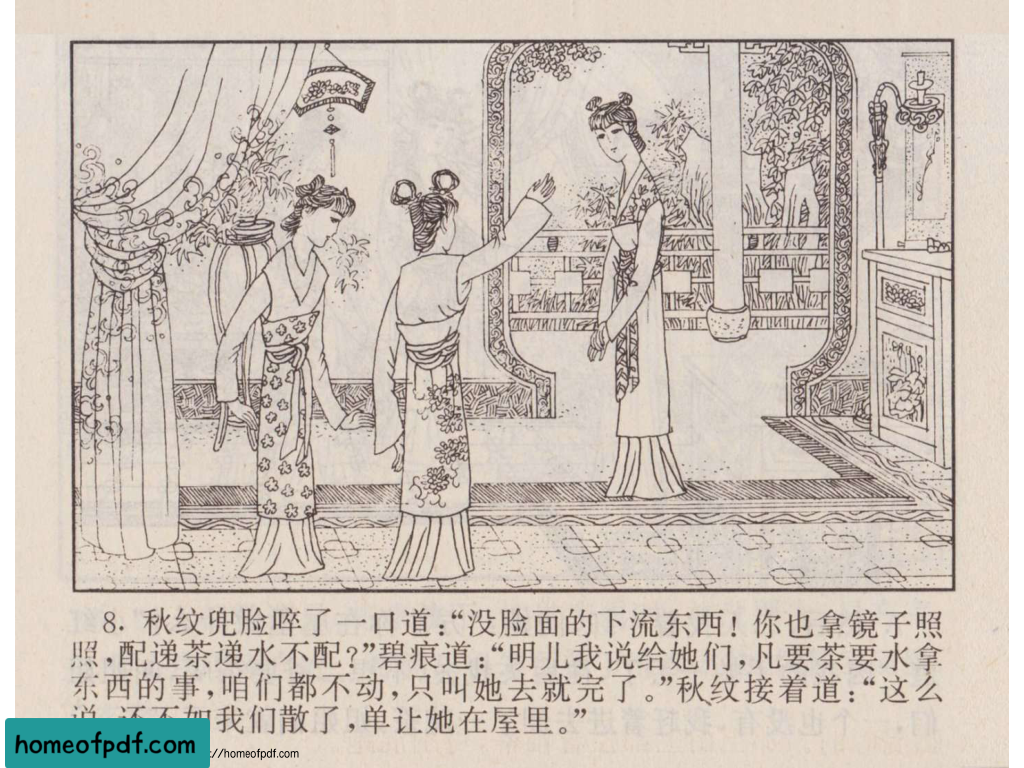 8. 秋纹兜脸啐了一口道：“没脸面的下流东西！你也拿镜子照
照，配递茶递水不配？”碧痕道：“明儿我说给她们，凡要茶要水拿
东西的事，咱们都不动，只叫她去就完了。”秋纹接着道：“这么
说，还不如我们散了，单让她在屋里。”
homeofpdf.com
//homeofpdf.com